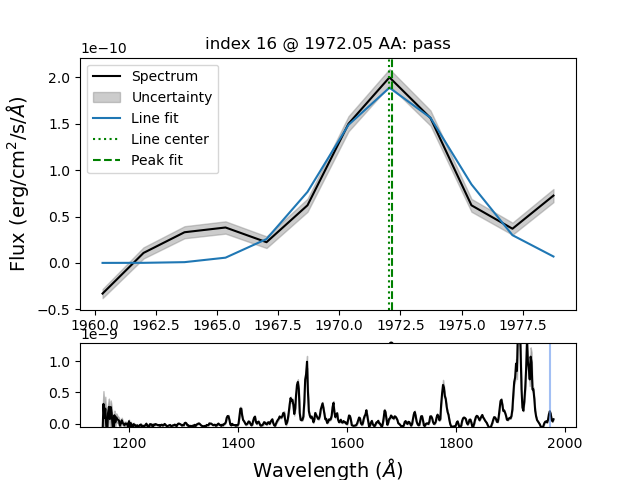 index 16 @ 1972.05 AA: pass
1e−10
Spectrum
Uncertainty
Line fit
Line center
Peak fit
Flux (erg/cm²/s/Å)
2.0
1.5
1.0
0.5
0.0
−0.5
1960.0 1962.5 1965.0 1967.5 1970.0 1972.5 1975.0 1977.5
1e−9
1.0
0.5
0.0
1200 1400 1600 1800 2000
Wavelength (Å)